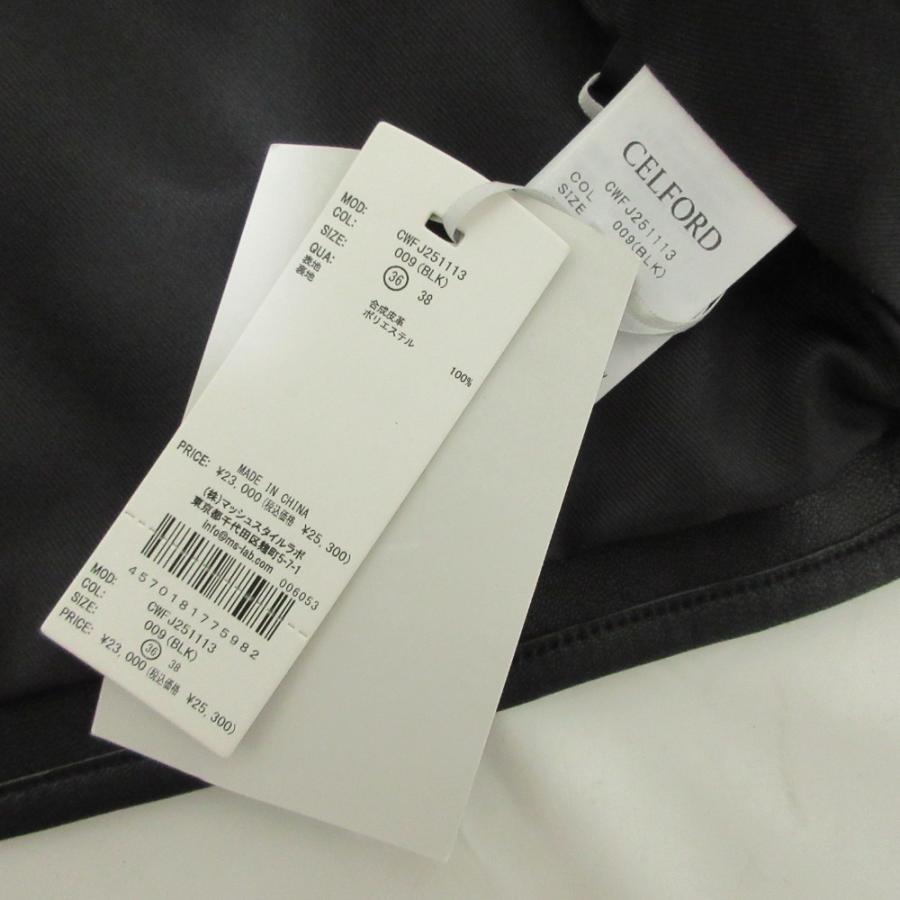 CELFORD
CWFJ251113
COL 009(BLK)
SIZE
MOD: CWFJ251113
COL: 009(BLK)
SIZE: 36 38
QUA:
表地 合成皮革
裏地 ポリエステル 100%
MADE IN CHINA
PRICE: ¥23,000(税込価格 ¥25,300)
(株)マッシュスタイルラボ
東京都千代田区麹町5-7-1
info@ms-lab.com
006053
4570181775982
MOD: CWFJ251113
COL: 009(BLK)
SIZE: 36 38
PRICE: ¥23,000(税込価格 ¥25,300)